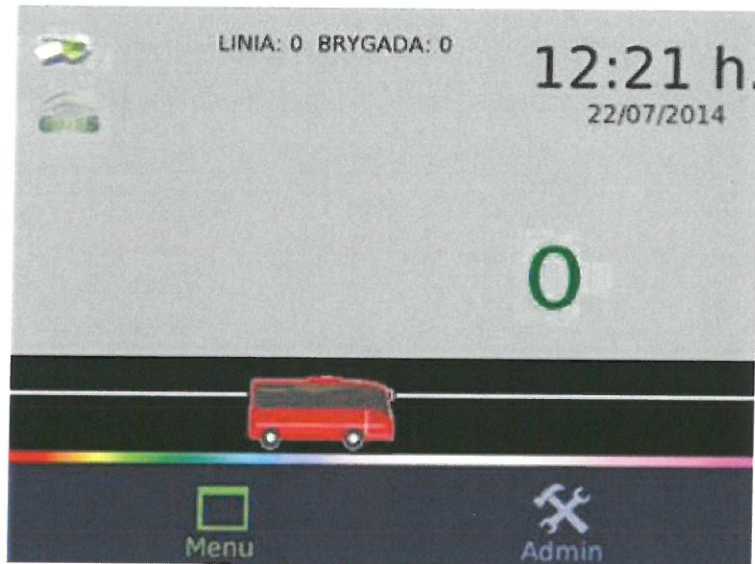 LINIA: 0 BRYGADA: 0
12:21 h.
22/07/2014
0
Menu
Admin